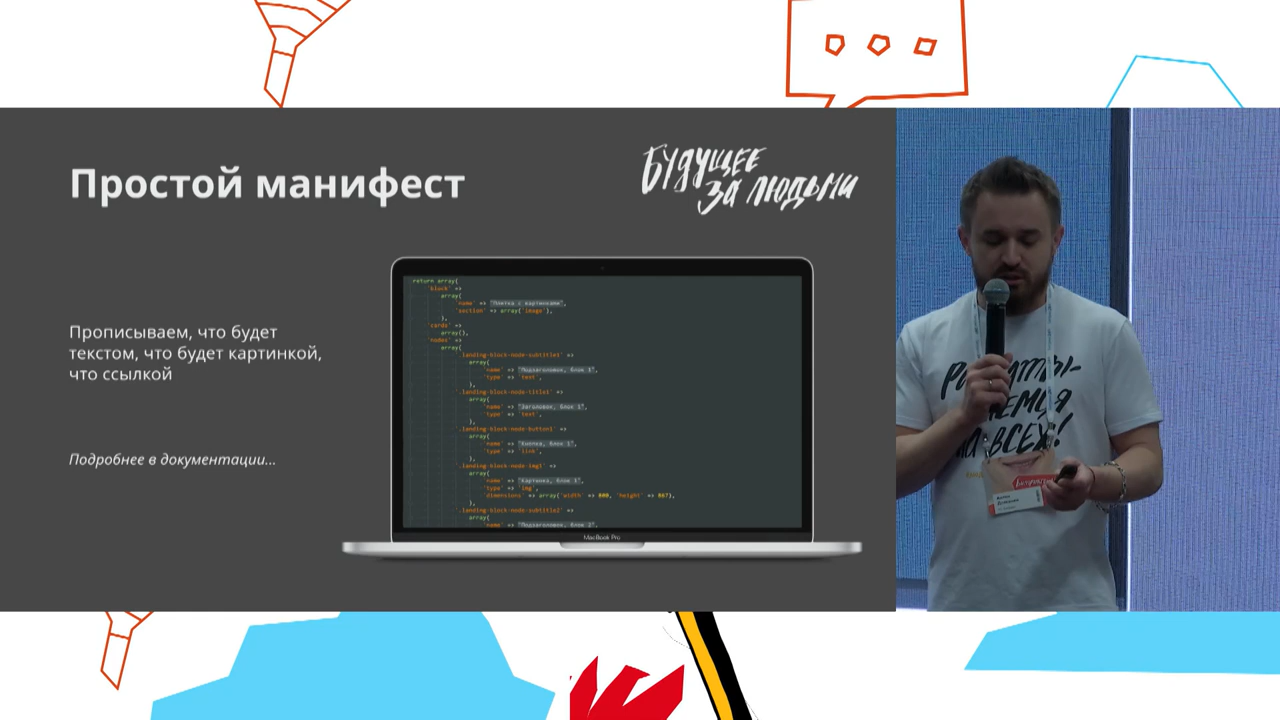 Простой манифест
Будущее
за людьми
Прописываем, что будет
текстом, что будет картинкой,
что ссылкой
Подробнее в документации...
return array(
'block' =>
array(
'name' => 'Плитка с картинками',
'section' => array('image'),
),
'cards' =>
array(),
'nodes' =>
array(
'.landing-block-node-subtitle1' =>
array(
'name' => 'Подзаголовок, блок 1',
'type' => 'text',
),
'.landing-block-node-title1' =>
array(
'name' => 'Заголовок, блок 1',
'type' => 'text',
),
'.landing-block-node-button1' =>
array(
'name' => 'Кнопка, блок 1',
'type' => 'link',
),
'.landing-block-node-img1' =>
array(
'name' => 'Картинка, блок 1',
'type' => 'img',
'dimensions' => array('width' => 800, 'height' => 867),
),
'.landing-block-node-subtitle2' =>
array(
'name' => 'Подзаголовок, блок 2',
MacBook Pro
НА ВСЕХ!